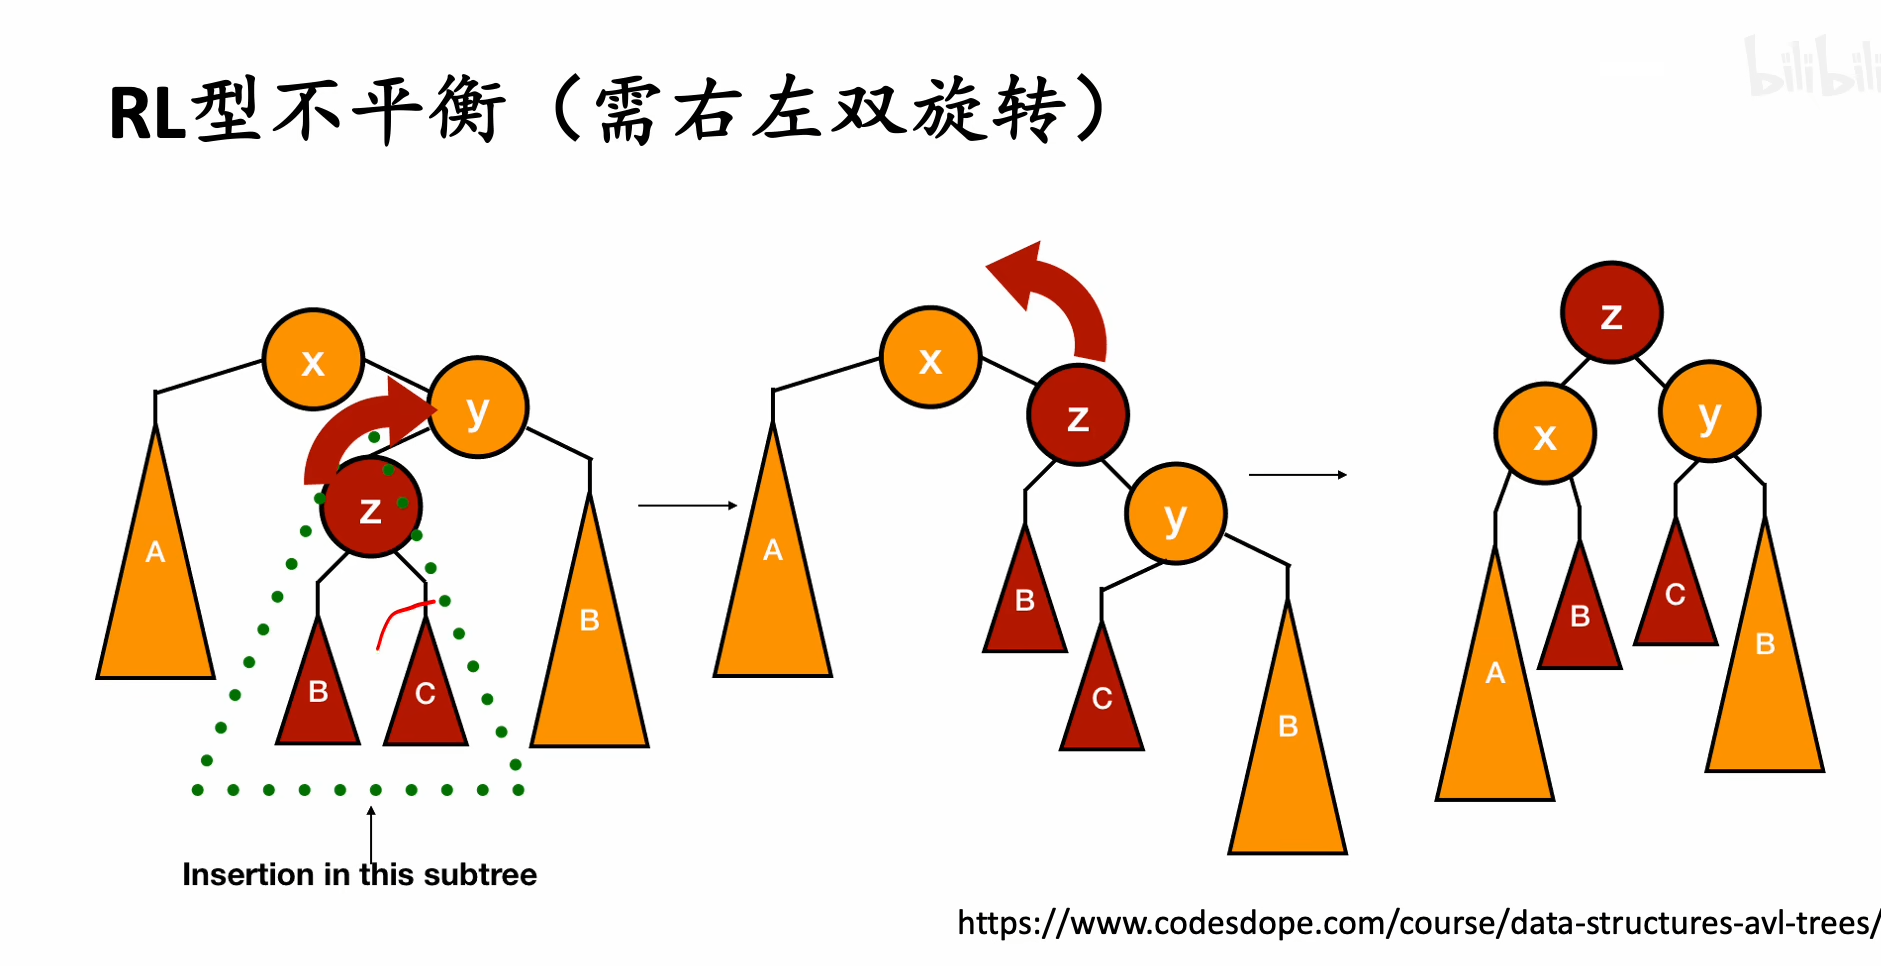 bilibili
RL型不平衡（需右左双旋转）
x
y
z
A
B
C
B
Insertion in this subtree
x
z
y
A
B
C
B
z
x
y
A
B
C
B
https://www.codesdope.com/course/data-structures-avl-trees/